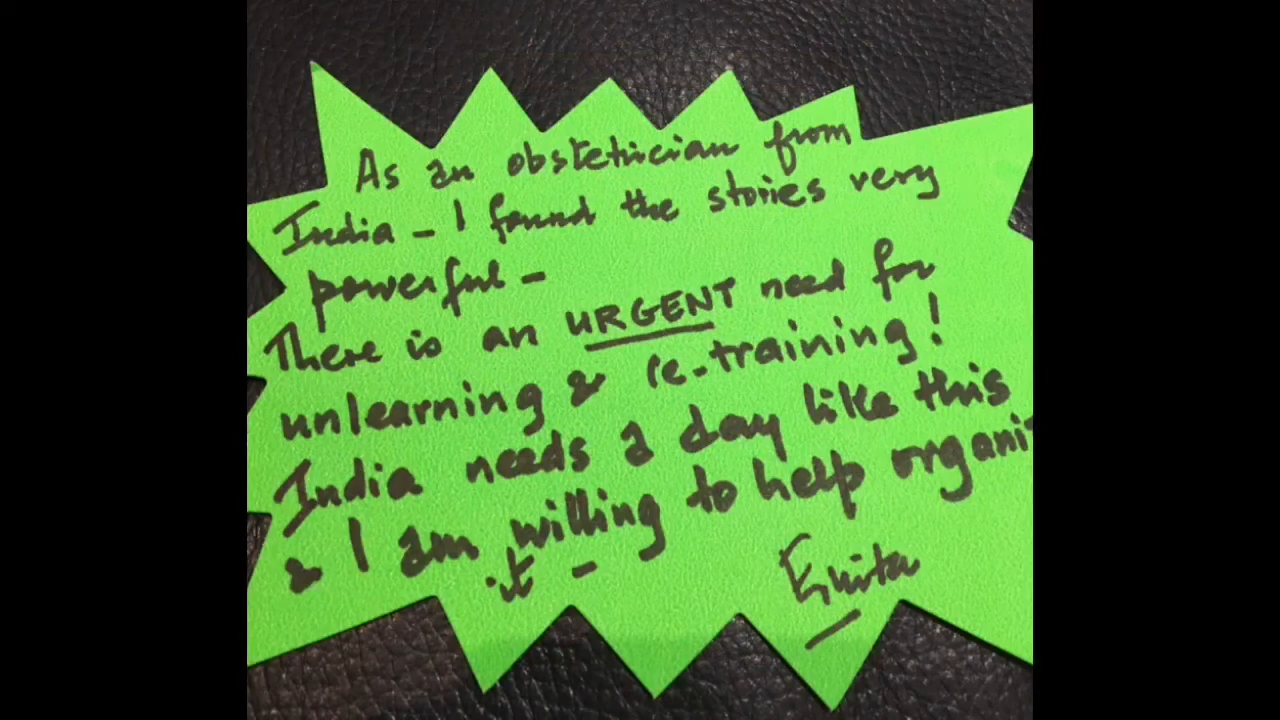 As an obstetrician from
India - I found the stories very
powerful -
There is an URGENT need for
unlearning & re-training!
India needs a day like this
& I am willing to help organi
it -